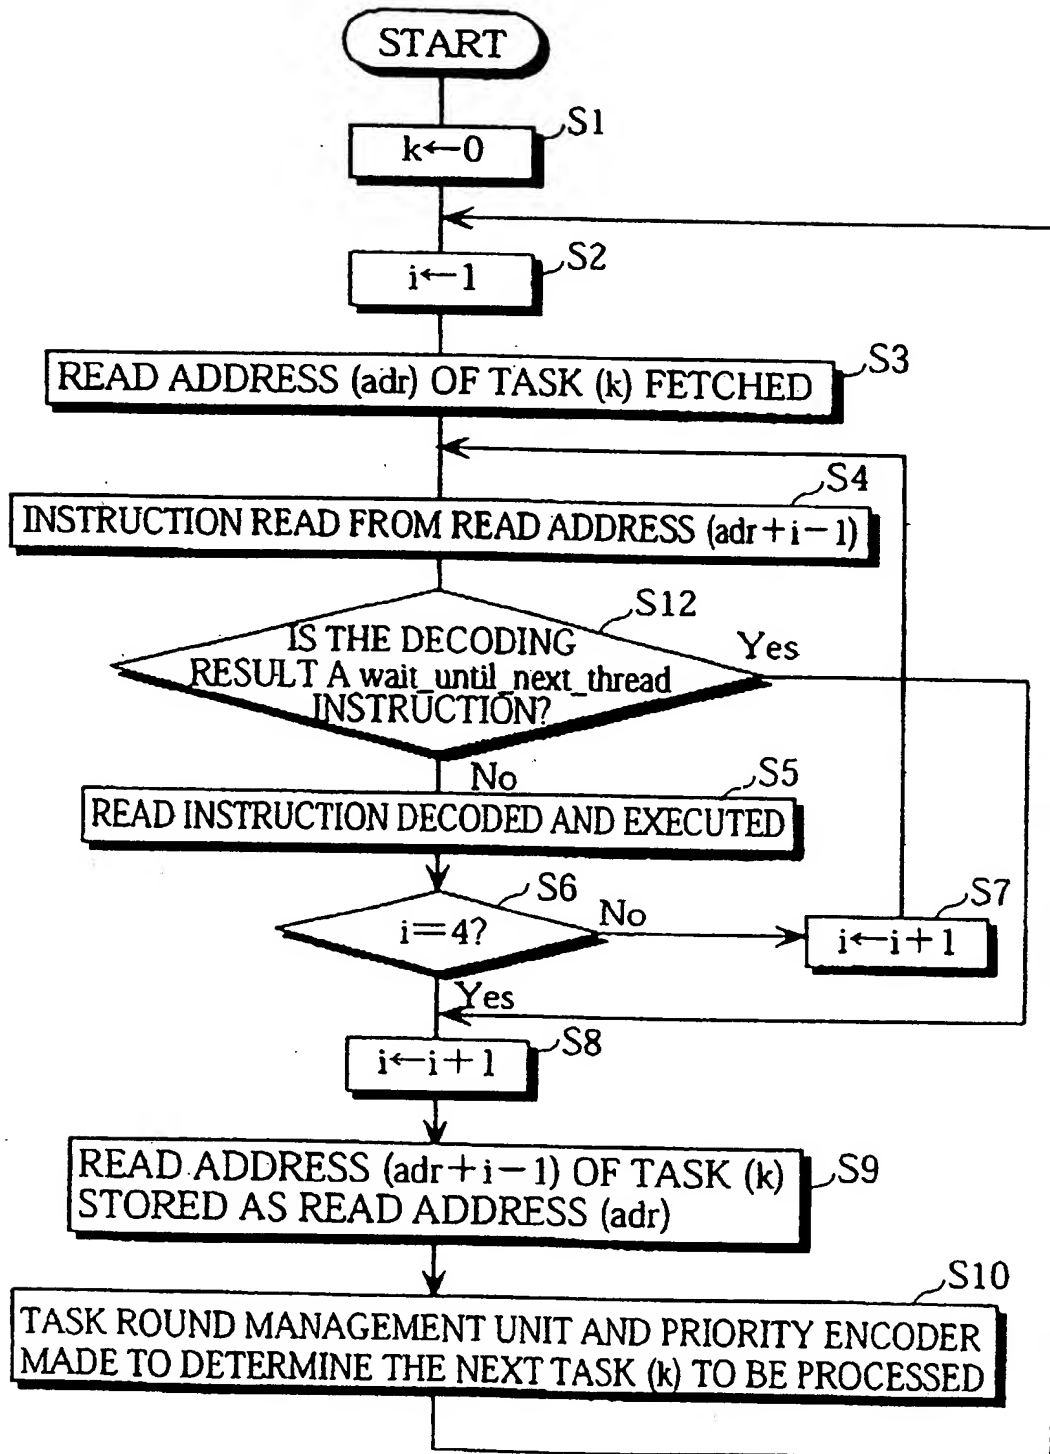 START
S1
k←0
S2
i←1
S3
READ ADDRESS (adr) OF TASK (k) FETCHED
S4
INSTRUCTION READ FROM READ ADDRESS (adr+i−1)
S12
IS THE DECODING
RESULT A wait_until_next_thread
INSTRUCTION?
Yes
No
S5
READ INSTRUCTION DECODED AND EXECUTED
S6
i=4?
No
S7
i←i+1
Yes
S8
i←i+1
READ ADDRESS (adr+i−1) OF TASK (k)
STORED AS READ ADDRESS (adr)
S9
S10
TASK ROUND MANAGEMENT UNIT AND PRIORITY ENCODER
MADE TO DETERMINE THE NEXT TASK (k) TO BE PROCESSED